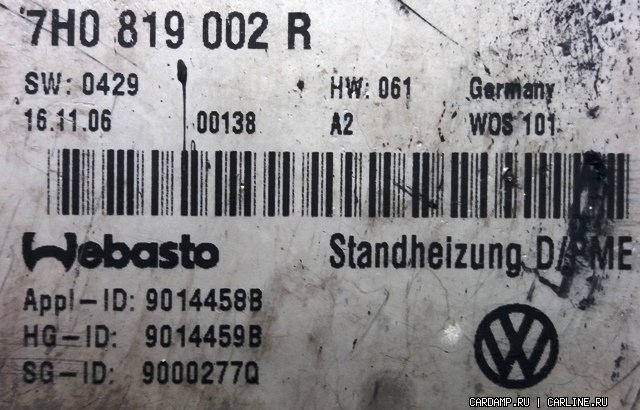 7H0 819 002 R
SW: 0429 HW: 061 Germany
16.11.06 00138 A2 WOS 101
Webasto Standheizung D/PME
Appl-ID: 9014458B
HG-ID: 9014459B
SG-ID: 9000277Q
CARDAMP.RU | CARLINE.RU